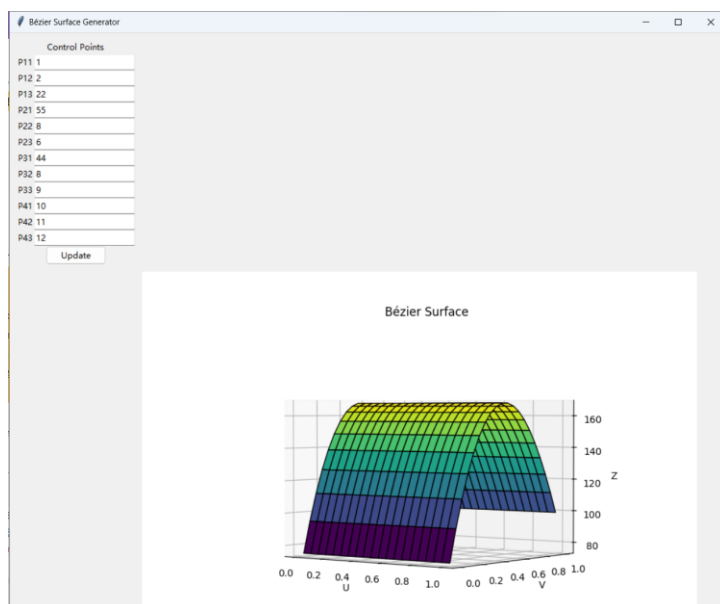 Bézier Surface Generator
Control Points
P11 1
P12 2
P13 22
P21 55
P22 8
P23 6
P31 44
P32 8
P33 9
P41 10
P42 11
P43 12
Update
Bézier Surface
160
140
120
100
80
Z
0.0 0.2 0.4 0.6 0.8 1.0
U
0.0 0.2 0.4 0.6 0.8 1.0
V